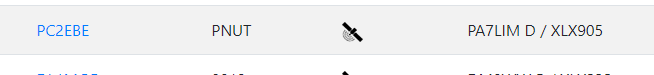 PC2EBE PNUT PA7LIM D / XLX905